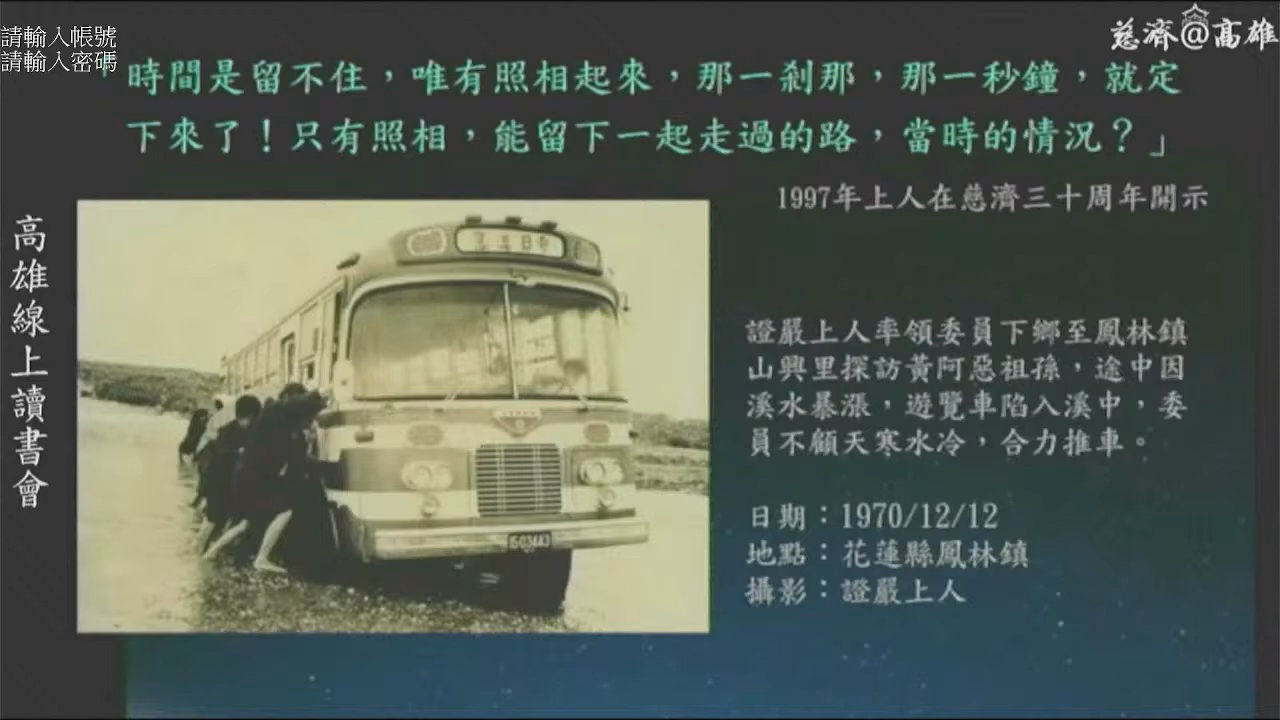 請輸入帳號
請輸入密碼
慈濟@高雄
「時間是留不住，唯有照相起來，那一剎那，那一秒鐘，就定
下來了！只有照相，能留下一起走過的路，當時的情況？」
1997年上人在慈濟三十周年開示
高雄線上讀書會
證嚴上人率領委員下鄉至鳳林鎮
山興里探訪黃阿惡祖孫，途中因
溪水暴漲，遊覽車陷入溪中，委
員不顧天寒水冷，合力推車。
日期：1970/12/12
地點：花蓮縣鳳林鎮
攝影：證嚴上人